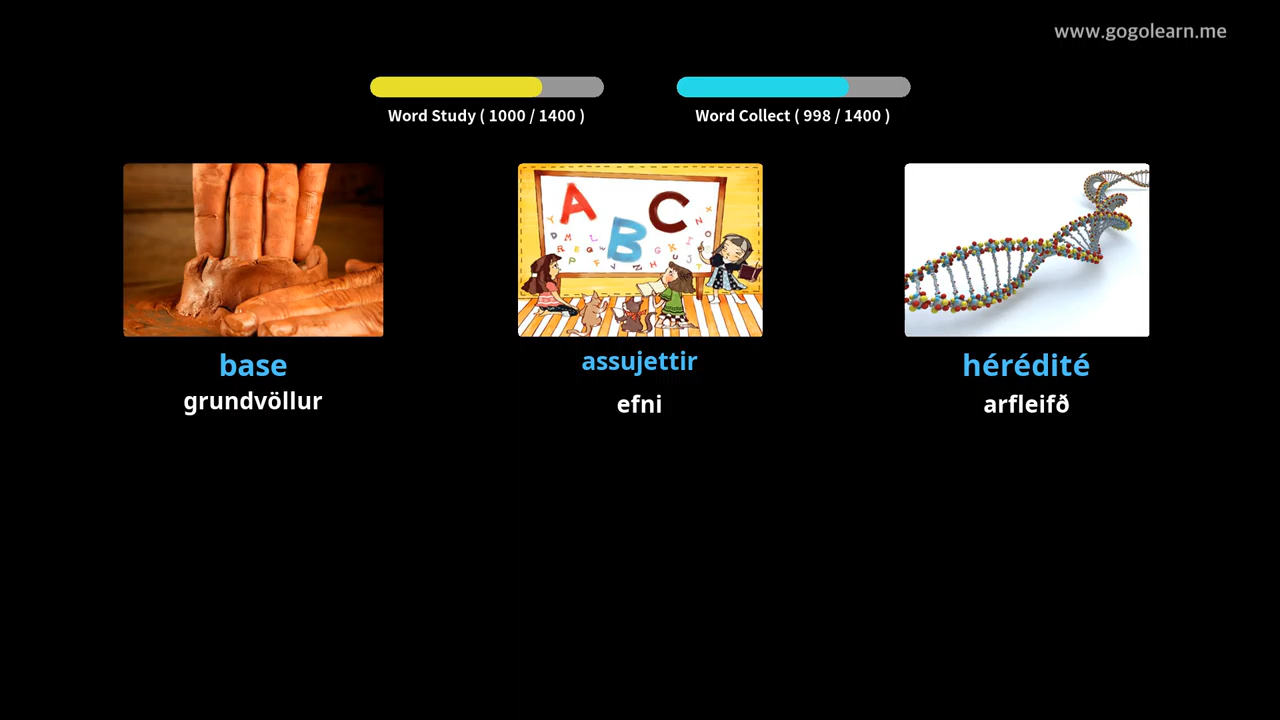 www.gogolearn.me
Word Study ( 1000 / 1400 )
Word Collect ( 998 / 1400 )
A B C
base
grundvöllur
assujettir
efni
hérédité
arfleifð